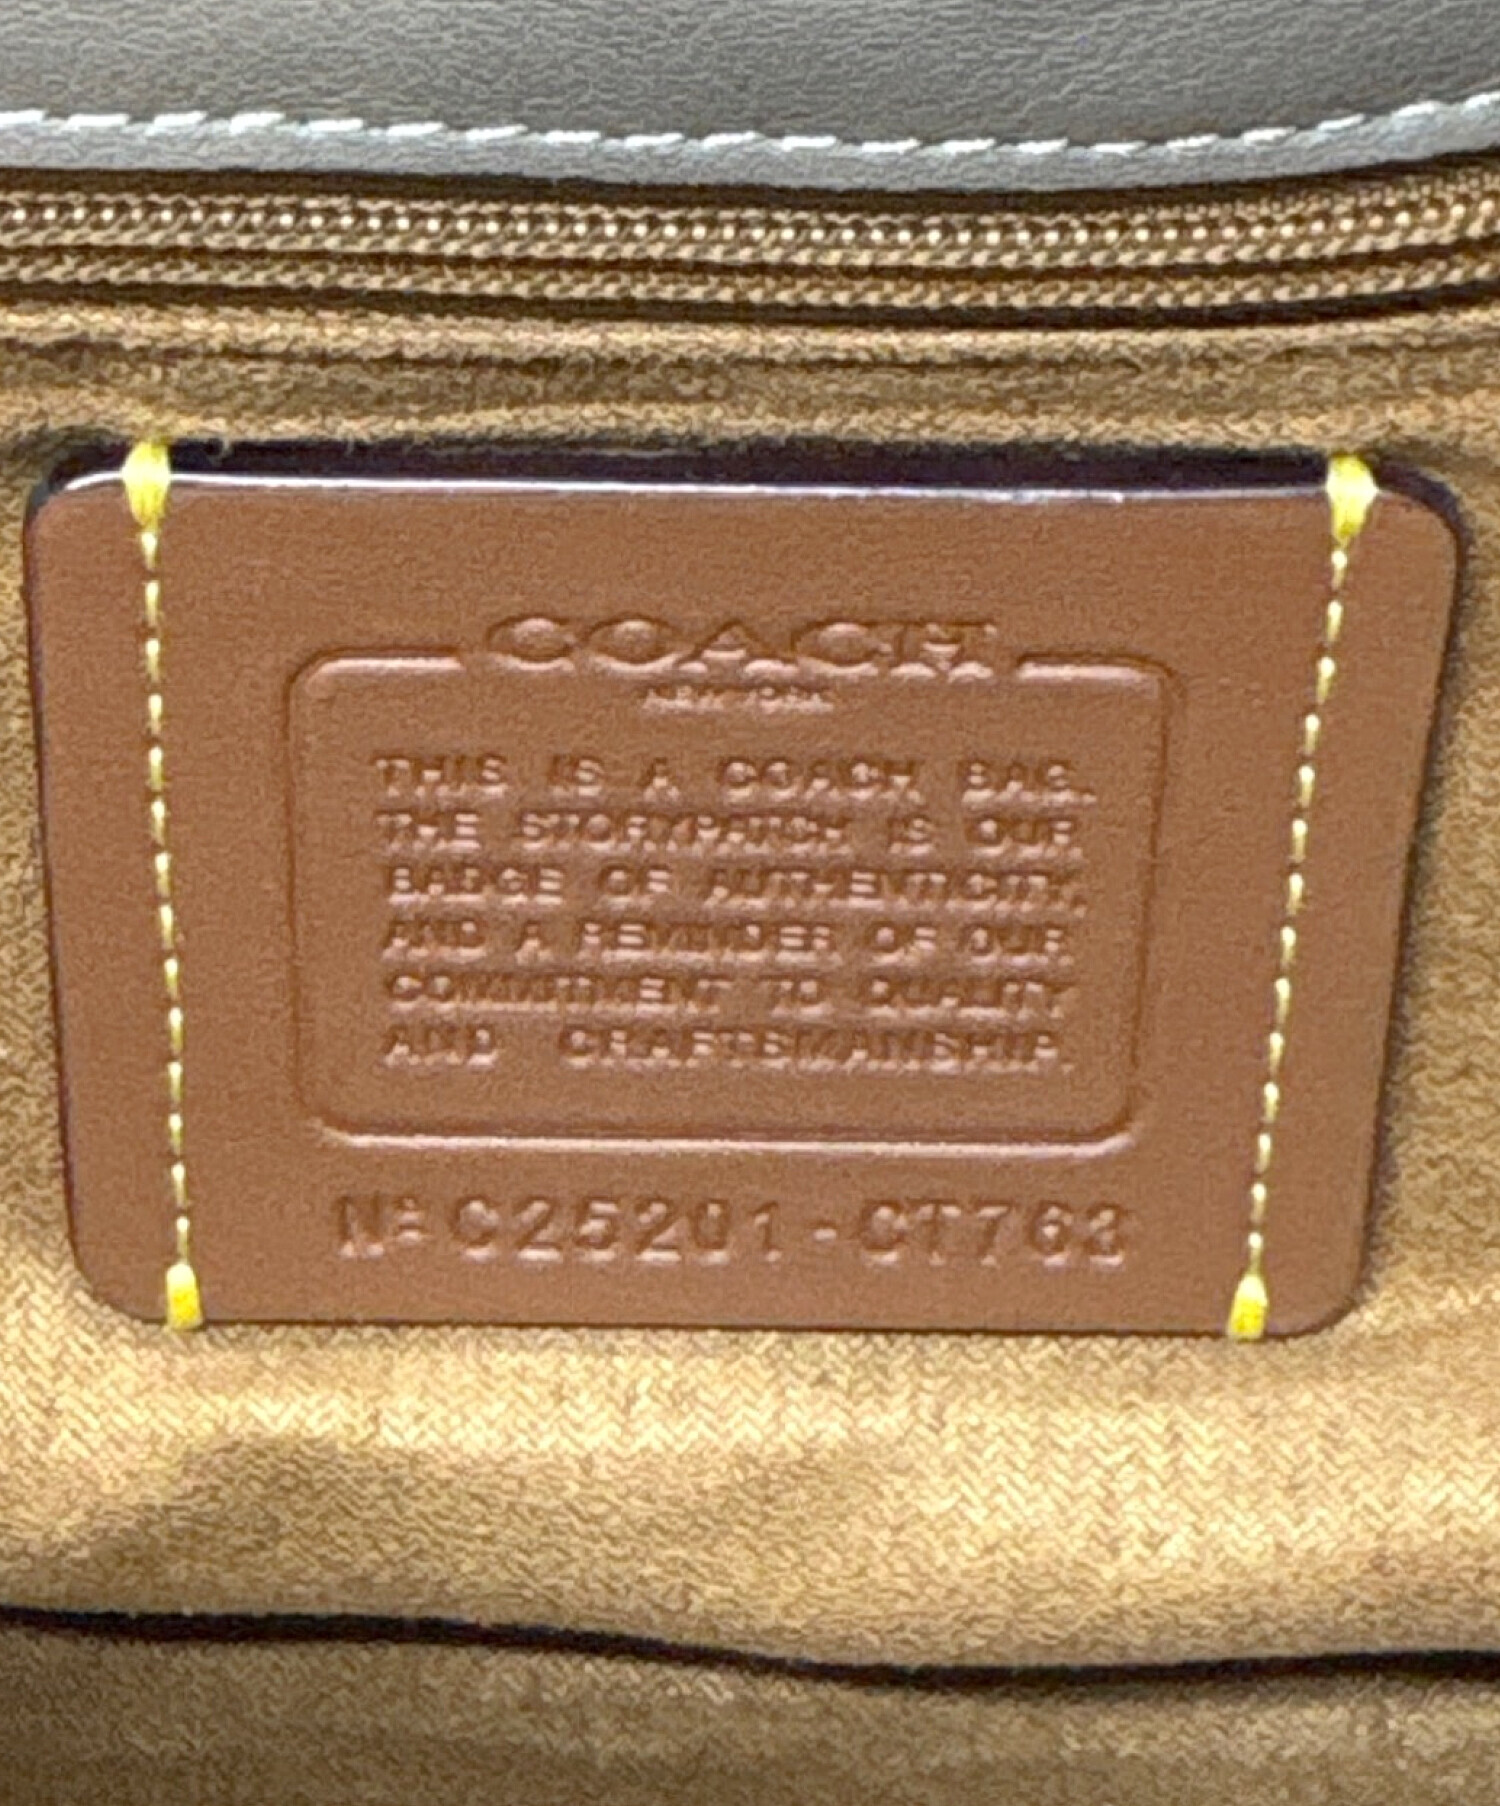 COACH
NEW YORK
THIS IS A COACH BAG.
THE STORYPATCH IS OUR
BADGE OF AUTHENTICITY,
AND A REMINDER OF OUR
COMMITMENT TO QUALITY
AND CRAFTSMANSHIP.
Nº C25201-CT763